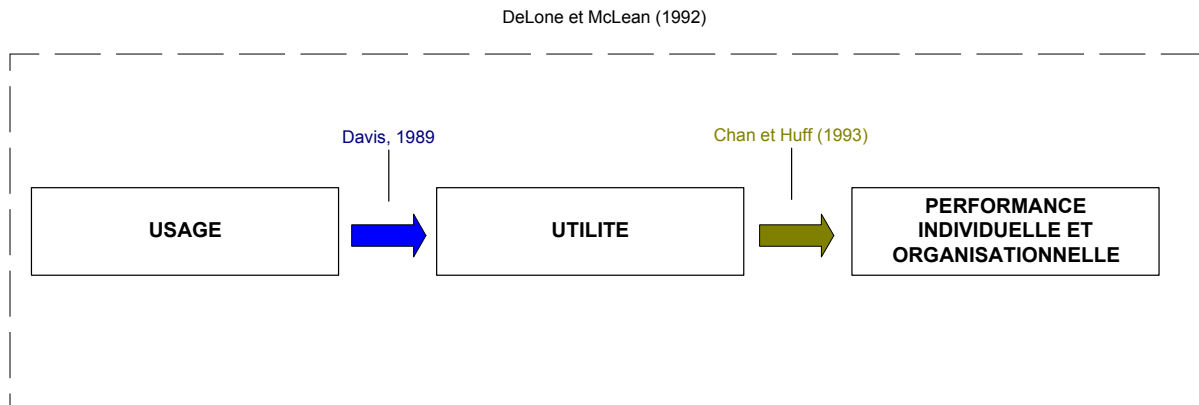 DeLone et McLean (1992)
Davis, 1989
Chan et Huff (1993)
USAGE
UTILITE
PERFORMANCE
INDIVIDUELLE ET
ORGANISATIONNELLE